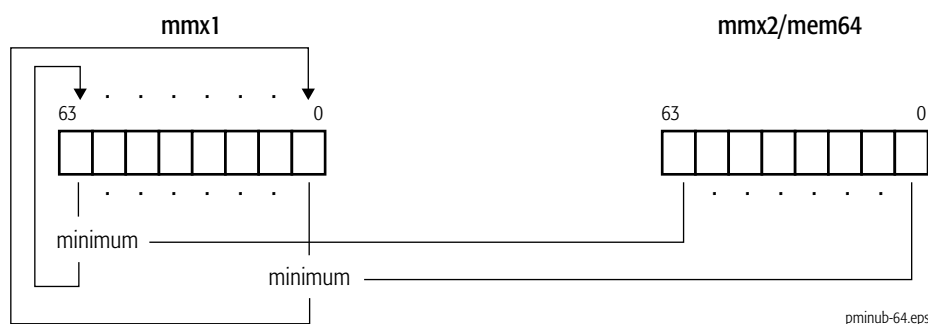 mmx1 mmx2/mem64
. . . . . .
63 0 63 0
. . . . . . . . . . . .
minimum
minimum
pminub-64.eps